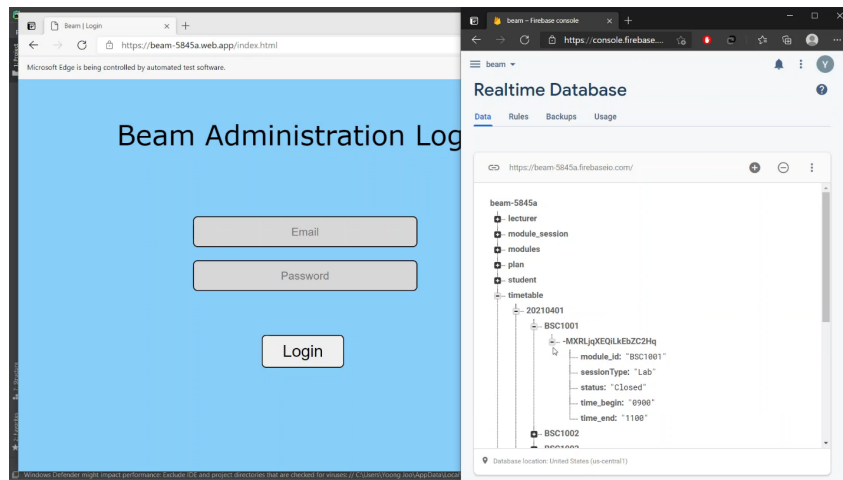 Beam | Login
https://beam-5845a.web.app/index.html
Microsoft Edge is being controlled by automated test software.
Beam Administration Log
Email
Password
Login
Windows Defender might impact performance: Exclude IDE and project directories that are checked for viruses: // C:\Users\Yoong Joo\AppData\Local
beam – Firebase console
https://console.firebase....
beam
Y
Realtime Database
Data Rules Backups Usage
https://beam-5845a.firebaseio.com/
beam-5845a
lecturer
module_session
modules
plan
student
timetable
20210401
BSC1001
-MXRLjqXEQiLkEbZC2Hq
module_id: "BSC1001"
sessionType: "Lab"
status: "Closed"
time_begin: "0900"
time_end: "1100"
BSC1002
Database location: United States (us-central1)